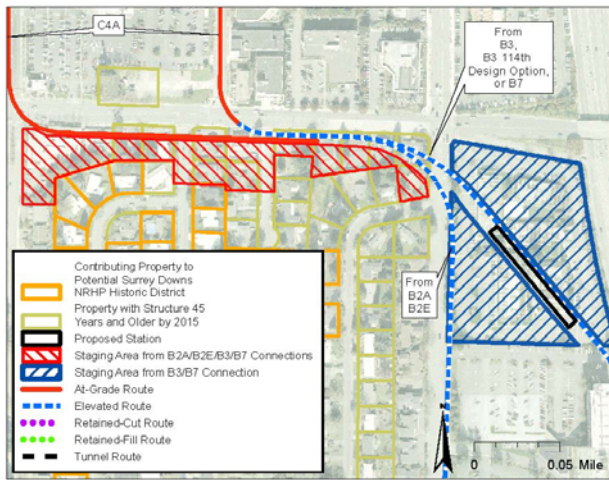 C4A
From
B3,
B3 114th
Design Option,
or B7
From
B2A
B2E
Contributing Property to
Potential Surrey Downs
NRHP Historic District
Property with Structure 45
Years and Older by 2015
Proposed Station
Staging Area from B2A/B2E/B3/B7 Connections
Staging Area from B3/B7 Connection
At-Grade Route
Elevated Route
Retained-Cut Route
Retained-Fill Route
Tunnel Route
0 0.05 Mile